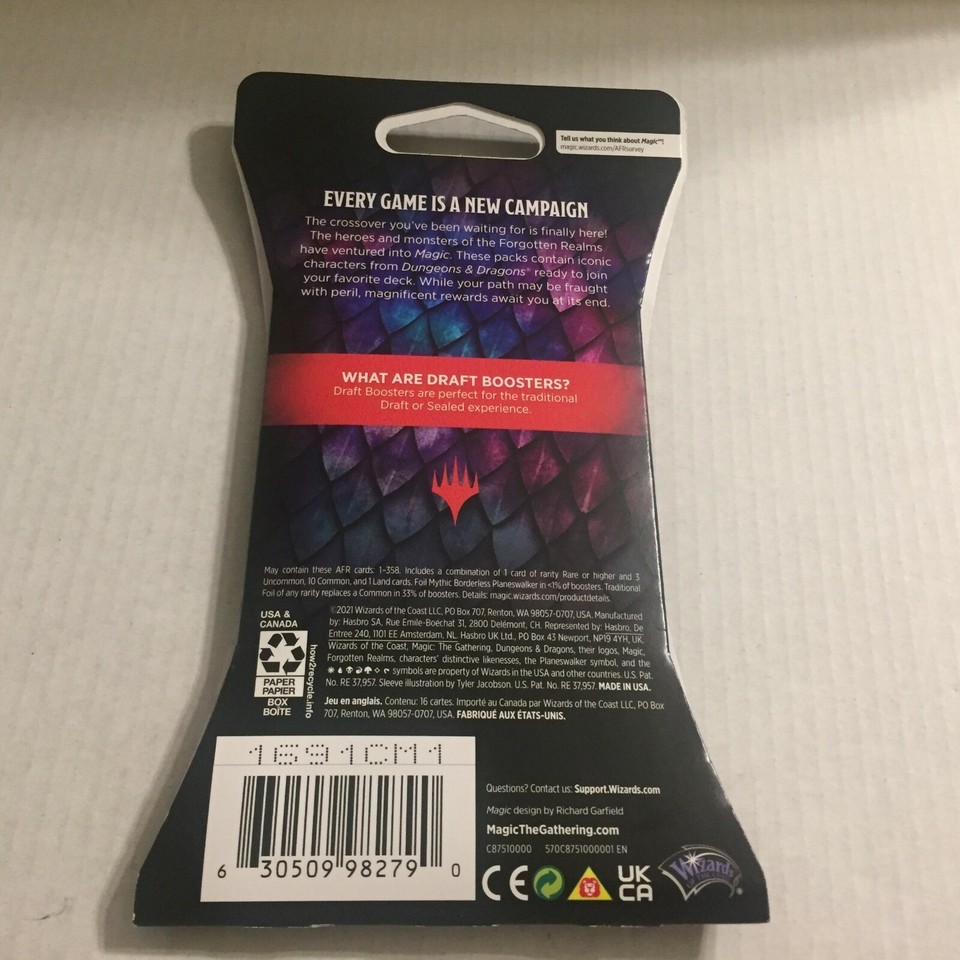 Tell us what you think about Magic™!
magic.wizards.com/AFRsurvey
EVERY GAME IS A NEW CAMPAIGN
The crossover you've been waiting for is finally here!
The heroes and monsters of the Forgotten Realms
have ventured into Magic. These packs contain iconic
characters from Dungeons & Dragons® ready to join
your favorite deck. While your path may be fraught
with peril, magnificent rewards await you at its end.
WHAT ARE DRAFT BOOSTERS?
Draft Boosters are perfect for the traditional
Draft or Sealed experience.
May contain these AFR cards: 1-358. Includes a combination of 1 card of rarity Rare or higher and 3
Uncommon, 10 Common, and 1 Land cards. Foil Mythic Borderless Planeswalker in <1% of boosters. Traditional
Foil of any rarity replaces a Common in 33% of boosters. Details: magic.wizards.com/productdetails.
USA &
CANADA
PAPER
PAPIER
BOX
BOÎTE
how2recycle.info
©2021 Wizards of the Coast LLC, PO Box 707, Renton, WA 98057-0707, USA. Manufactured
by: Hasbro SA, Rue Emile-Boéchat 31, 2800 Delémont, CH. Represented by: Hasbro, De
Entree 240, 1101 EE Amsterdam, NL. Hasbro UK Ltd., PO Box 43 Newport, NP19 4YH, UK.
Wizards of the Coast, Magic: The Gathering, Dungeons & Dragons, their logos, Magic,
Forgotten Realms, characters' distinctive likenesses, the Planeswalker symbol, and the
symbols are property of Wizards in the USA and other countries. U.S. Pat.
No. RE 37,957. Sleeve illustration by Tyler Jacobson. U.S. Pat. No. RE 37,957. MADE IN USA.
Jeu en anglais. Contenu: 16 cartes. Importé au Canada par Wizards of the Coast LLC, PO Box
707, Renton, WA 98057-0707, USA. FABRIQUÉ AUX ÉTATS-UNIS.
1691CM1
6 30509 98279 0
Questions? Contact us: Support.Wizards.com
Magic design by Richard Garfield
MagicTheGathering.com
C87510000 570C8751000001 EN
CE
UK
CA
Wizards